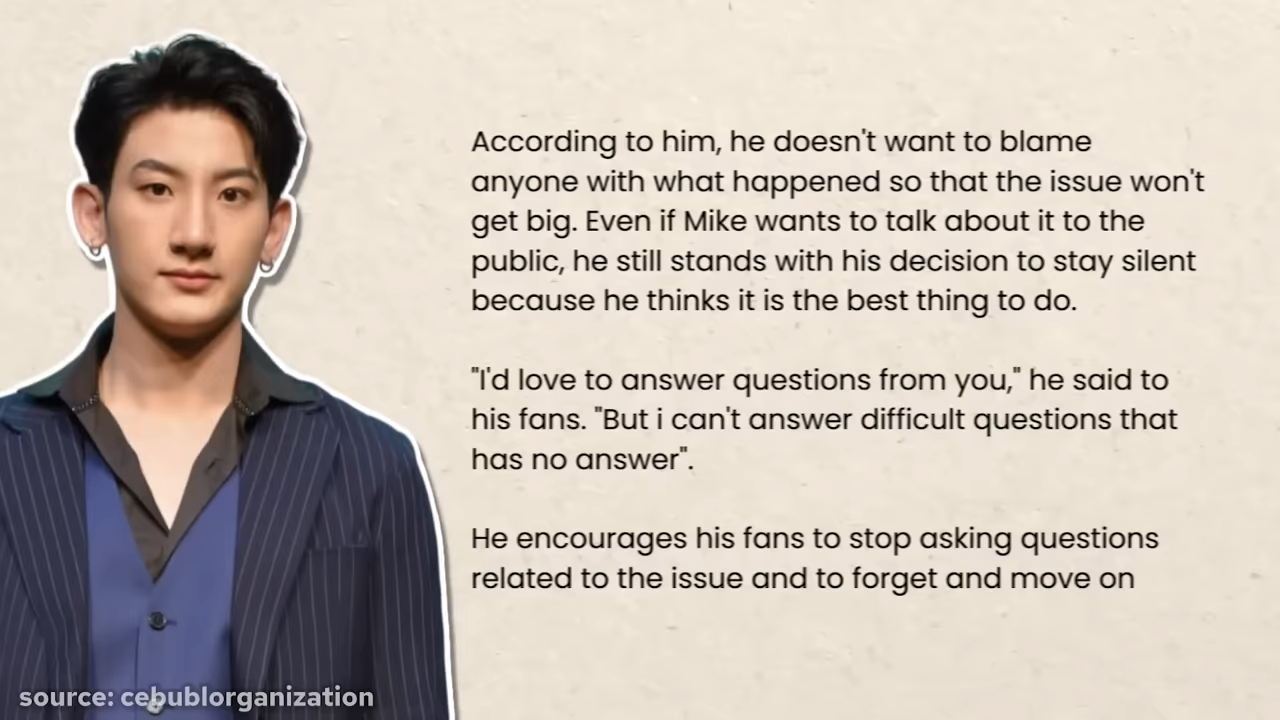 According to him, he doesn't want to blame
anyone with what happened so that the issue won't
get big. Even if Mike wants to talk about it to the
public, he still stands with his decision to stay silent
because he thinks it is the best thing to do.
"I'd love to answer questions from you," he said to
his fans. "But i can't answer difficult questions that
has no answer".
He encourages his fans to stop asking questions
related to the issue and to forget and move on
source: cebublorganization